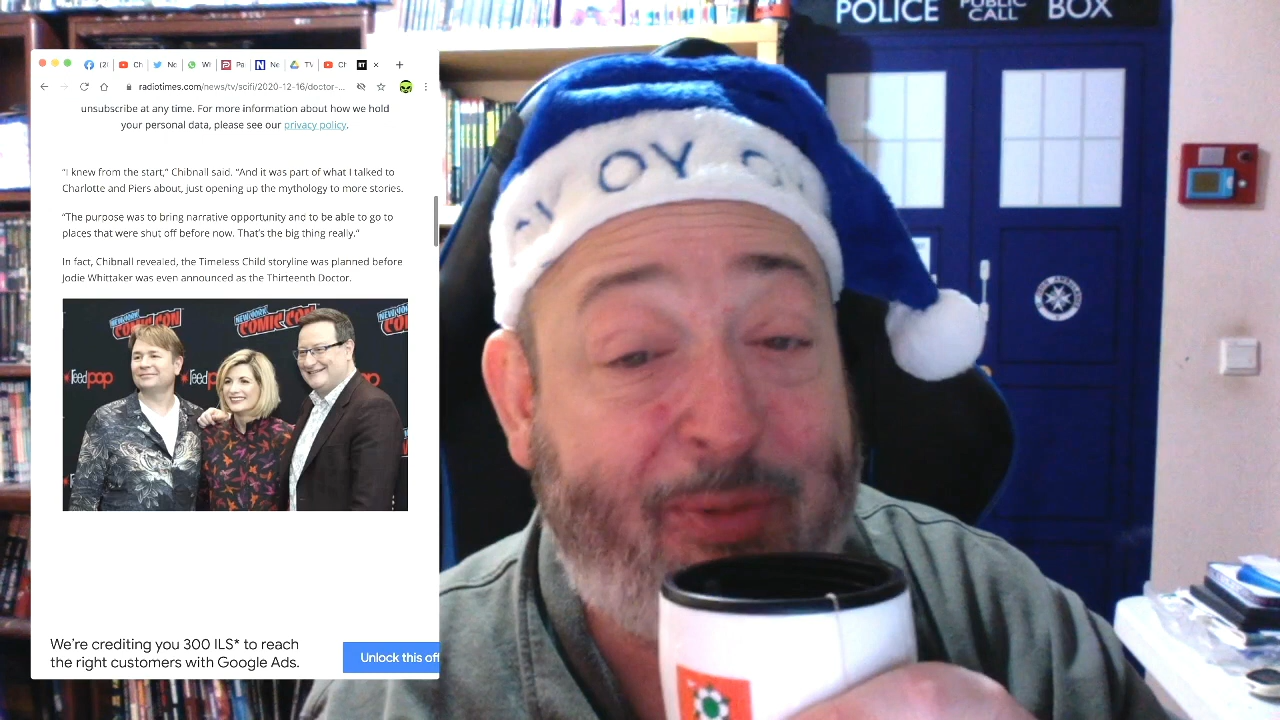 POLICE PUBLIC CALL BOX
radiotimes.com/news/tv/scifi/2020-12-16/doctor-...
unsubscribe at any time. For more information about how we hold
your personal data, please see our privacy policy.
"I knew from the start," Chibnall said. "And it was part of what I talked to
Charlotte and Piers about, just opening up the mythology to more stories.
"The purpose was to bring narrative opportunity and to be able to go to
places that were shut off before now. That's the big thing really."
In fact, Chibnall revealed, the Timeless Child storyline was planned before
Jodie Whittaker was even announced as the Thirteenth Doctor.
NEW YORK COMIC CON
NEW YORK COMIC CON
Feedpop
Feedp
We're crediting you 300 ILS* to reach
the right customers with Google Ads.
Unlock this off
OY